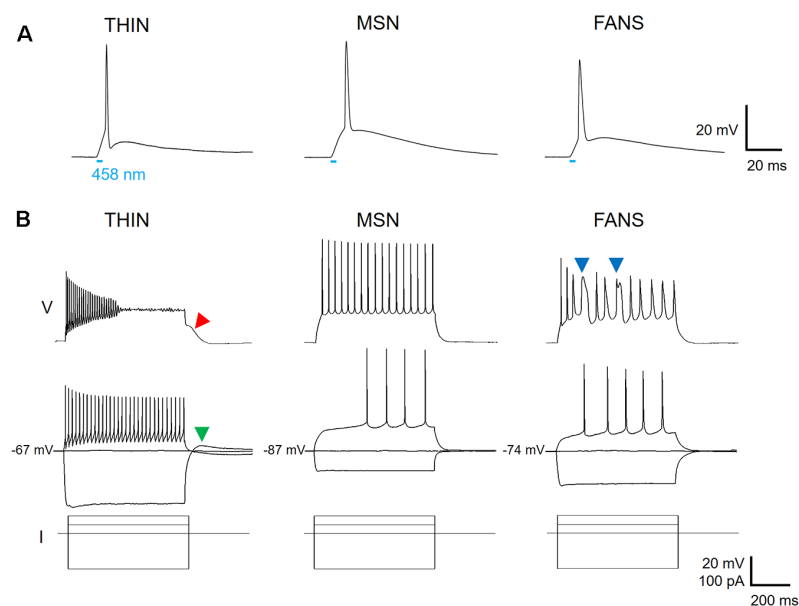 A
THIN MSN FANS
458 nm
20 mV
20 ms
B
THIN MSN FANS
V
-67 mV -87 mV -74 mV
I
20 mV
100 pA
200 ms